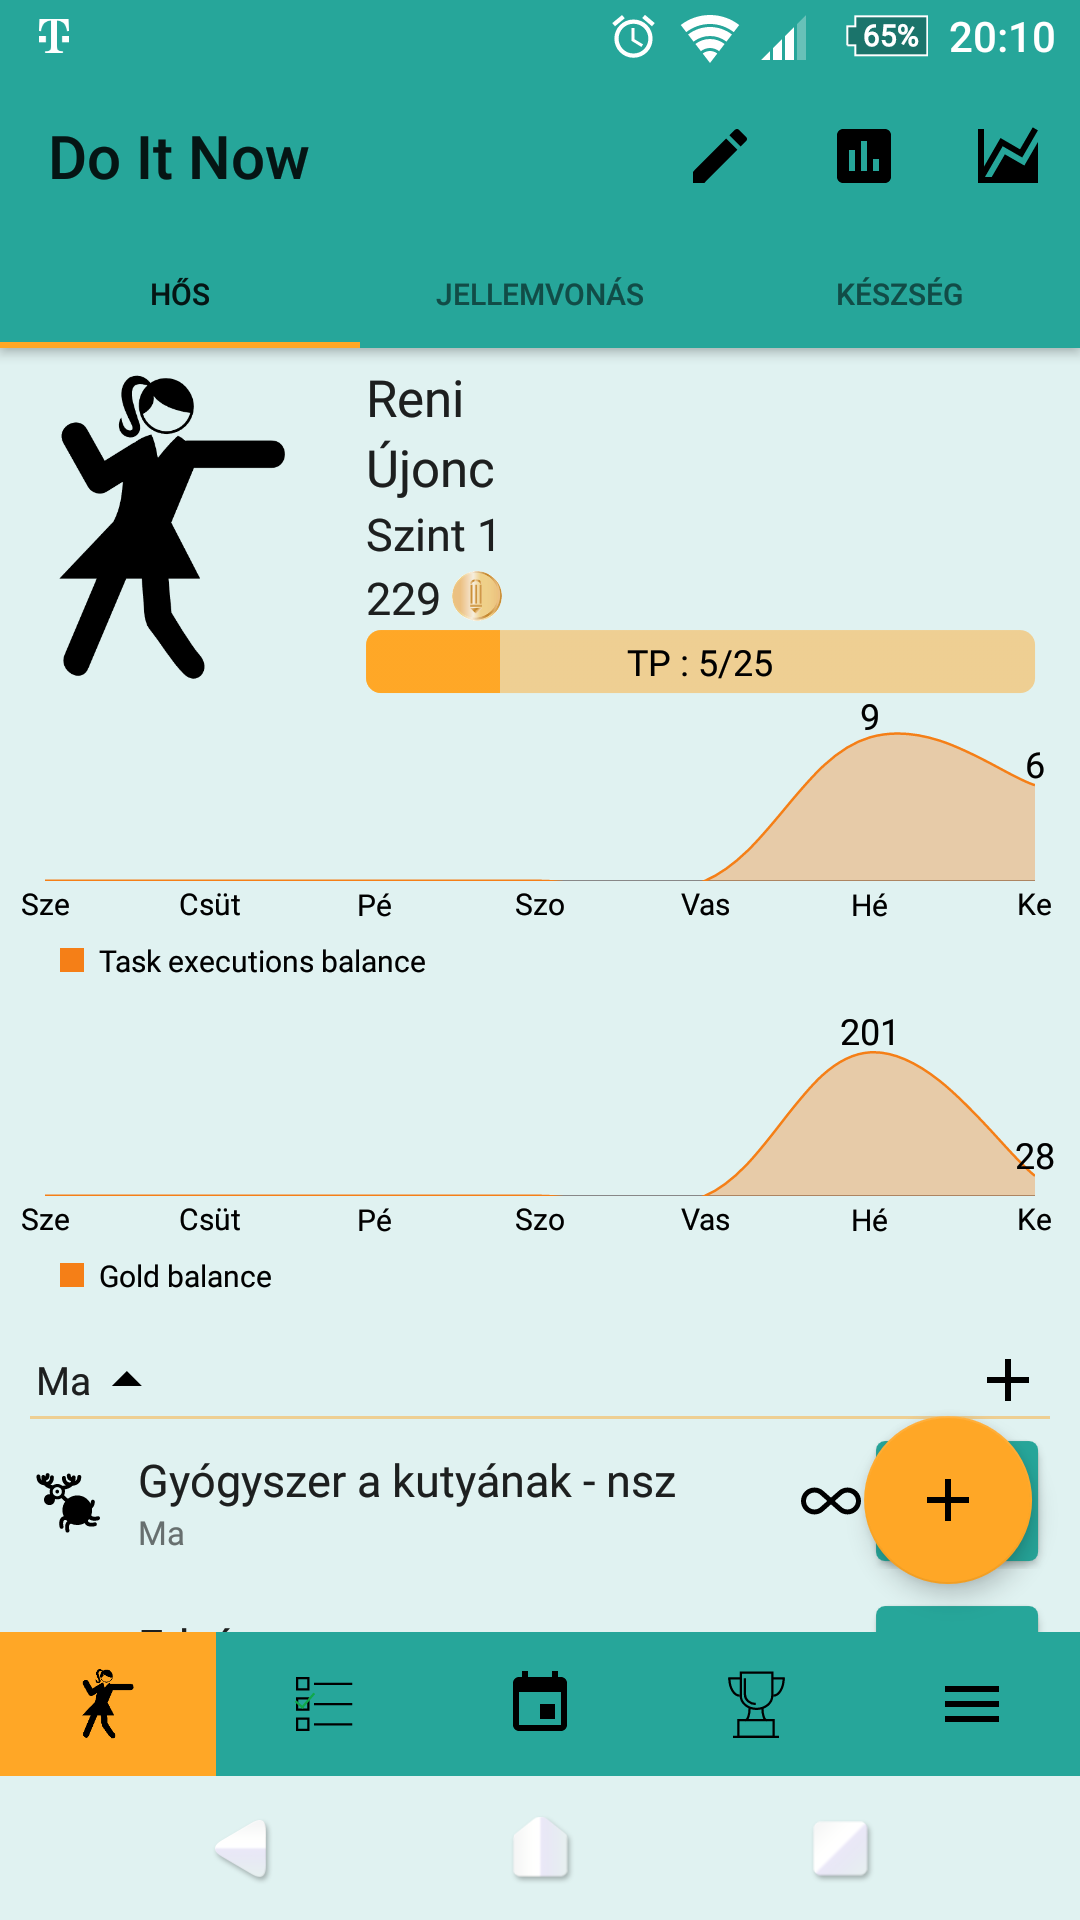 T
65% 20:10
Do It Now
HŐS JELLEMVONÁS KÉSZSÉG
Reni
Újonc
Szint 1
229
TP : 5/25
9
6
Sze Csüt Pé Szo Vas Hé Ke
Task executions balance
201
28
Sze Csüt Pé Szo Vas Hé Ke
Gold balance
Ma
Gyógyszer a kutyának - nsz
Ma